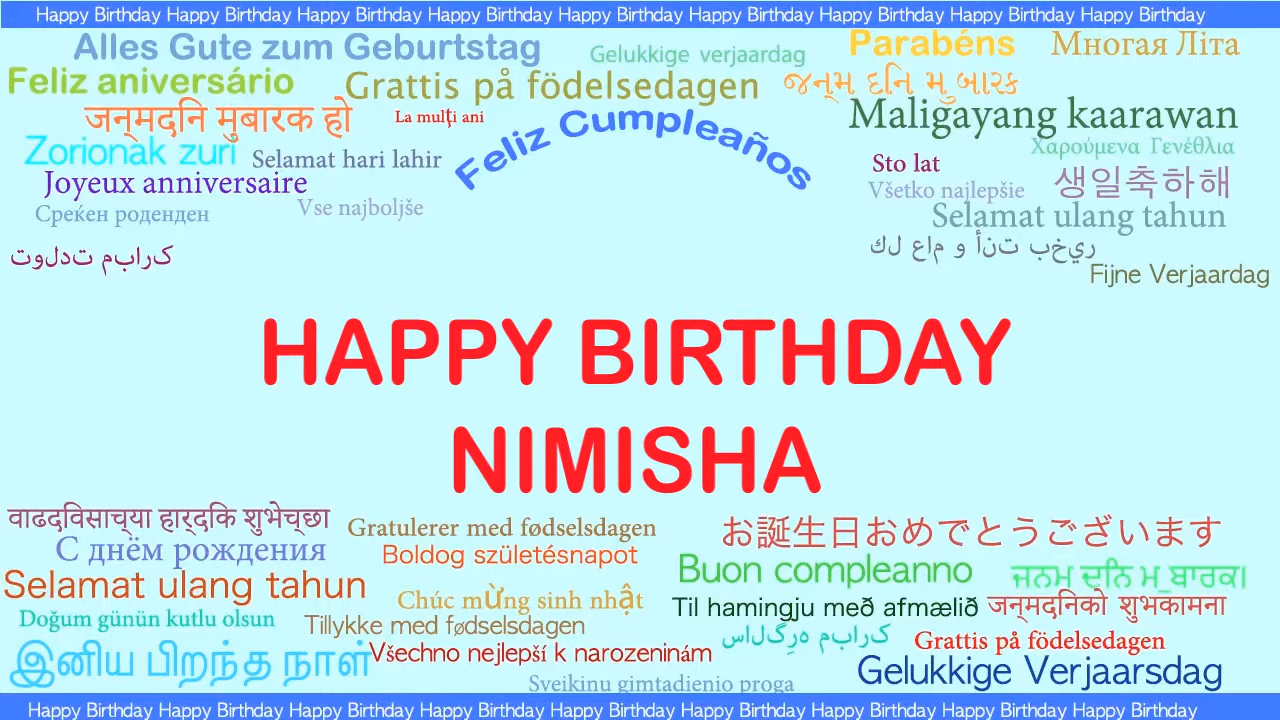 Happy Birthday Happy Birthday Happy Birthday Happy Birthday Happy Birthday Happy Birthday Happy Birthday Happy Birthday Happy Birthday
Alles Gute zum Geburtstag
Gelukkige verjaardag
Parabéns
Многая Літа
Feliz aniversário
Grattis på födelsedagen
જન્મ દનિ મુબારક
जन्मदनि मुबारक हो
La mulţi ani
Feliz Cumpleaños
Maligayang kaarawan
Zorionak zuri
Selamat hari lahir
Sto lat
Χαρούμενα Γενέθλια
Joyeux anniversaire
Všetko najlepšie
생일축하해
Срећен роденден
Vse najboljše
Selamat ulang tahun
تولدت مبارک
كل عام و أنت بخير
Fijne Verjaardag
HAPPY BIRTHDAY
NIMISHA
वाढदविसाच्या हार्दकि शुभेच्छा
Gratulerer med fødselsdagen
お誕生日おめでとうございます
С днём рождения
Boldog születésnapot
Buon compleanno
ਜਨਮ ਦਨਿ ਮੁਬਾਰਕ।
Selamat ulang tahun
Chúc mừng sinh nhật
Til hamingju með afmælið
जन्मदनिको शुभकामना
Doğum günün kutlu olsun
Tillykke med fødselsdagen
سالگرہ مبارک
Grattis på födelsedagen
இனிய பிறந்த நாள்
Všechno nejlepší k narozeninám
Gelukkige Verjaarsdag
Sveikinu gimtadienio proga
Happy Birthday Happy Birthday Happy Birthday Happy Birthday Happy Birthday Happy Birthday Happy Birthday Happy Birthday Happy Birthday